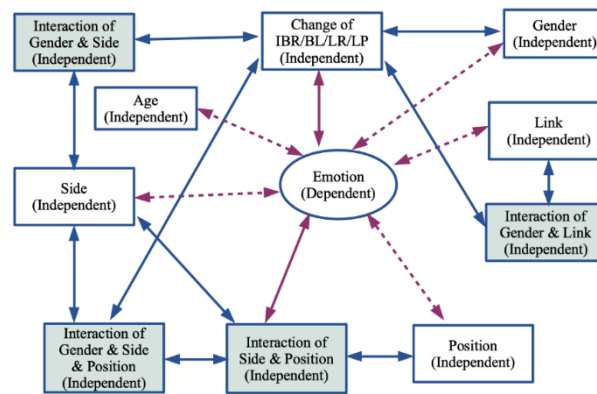 Interaction of
Gender & Side
(Independent)
Change of
IBR/BL/LR/LP
(Independent)
Gender
(Independent)
Age
(Independent)
Link
(Independent)
Emotion
(Dependent)
Side
(Independent)
Interaction of
Gender & Link
(Independent)
Interaction of
Gender & Side
& Position
(Independent)
Interaction of
Side & Position
(Independent)
Position
(Independent)